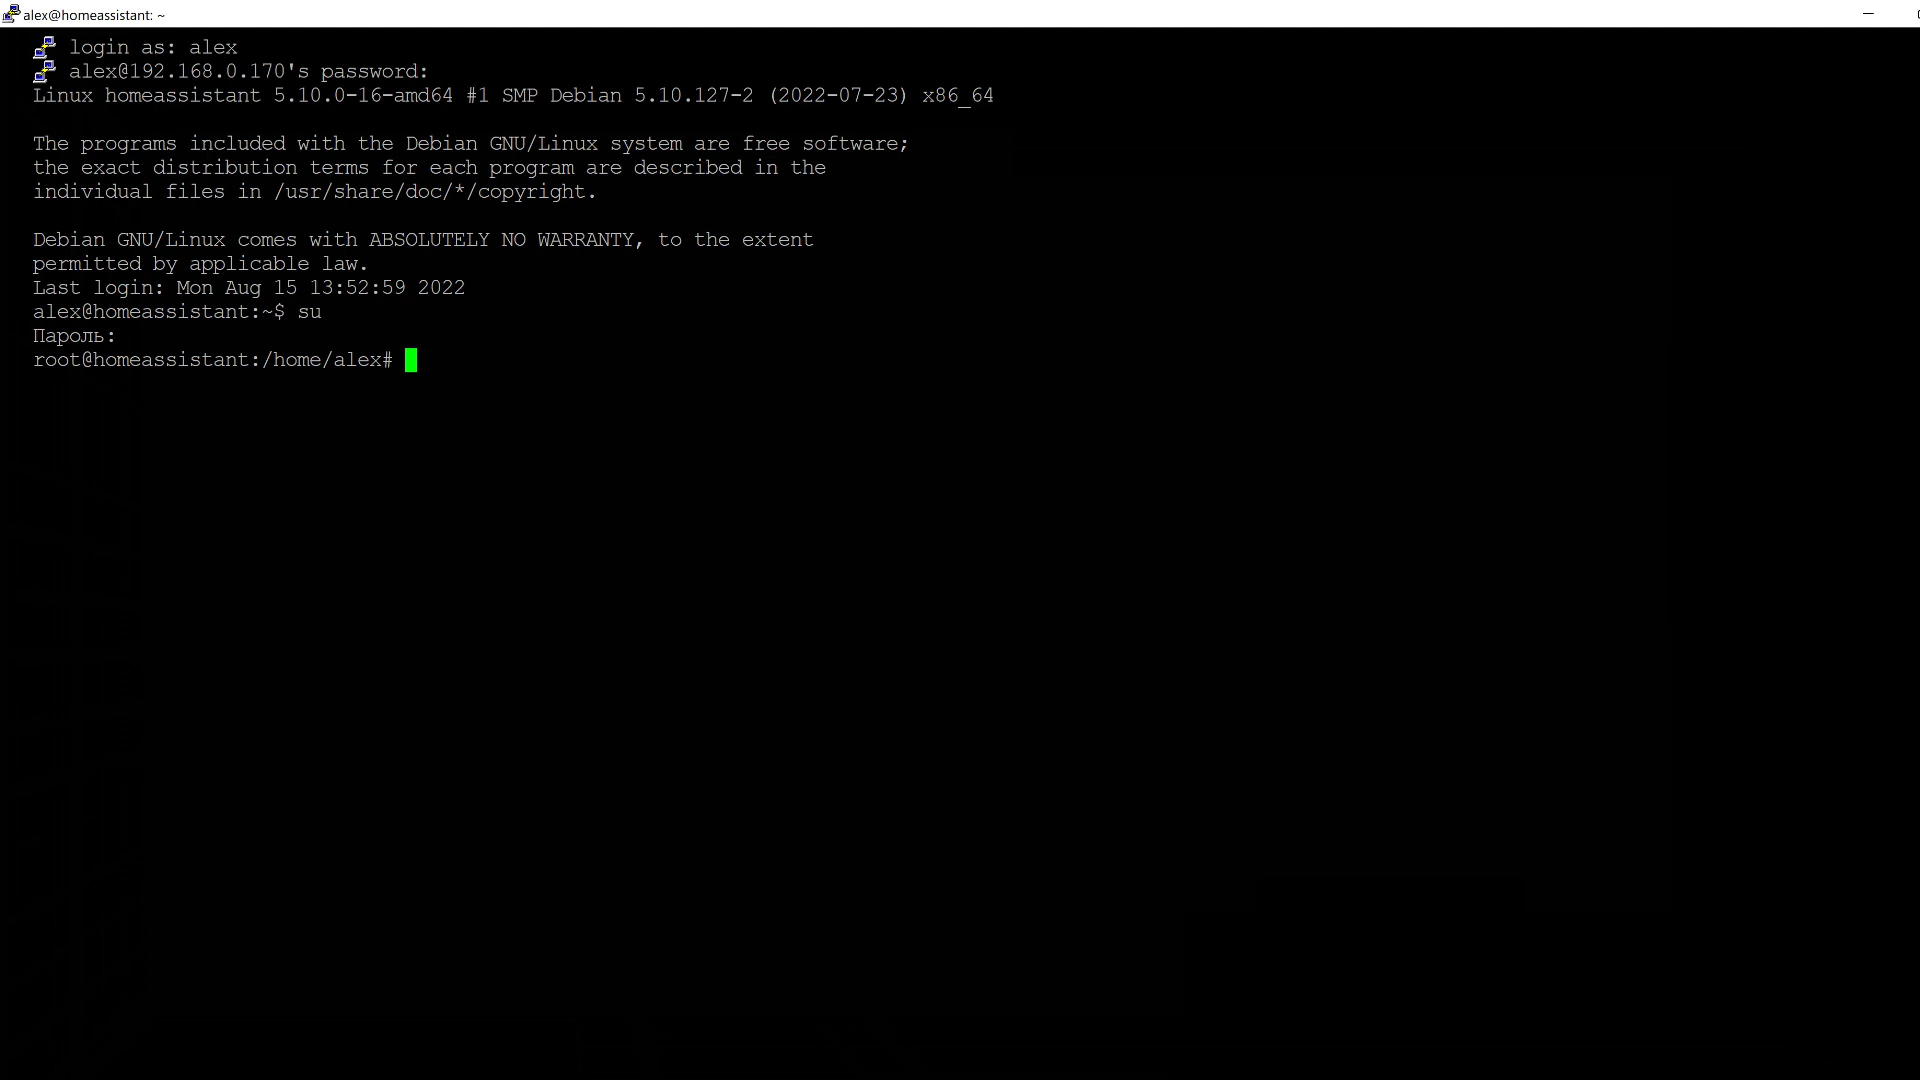 alex@homeassistant: ~
login as: alex
alex@192.168.0.170's password:
Linux homeassistant 5.10.0-16-amd64 #1 SMP Debian 5.10.127-2 (2022-07-23) x86_64
The programs included with the Debian GNU/Linux system are free software;
the exact distribution terms for each program are described in the
individual files in /usr/share/doc/*/copyright.
Debian GNU/Linux comes with ABSOLUTELY NO WARRANTY, to the extent
permitted by applicable law.
Last login: Mon Aug 15 13:52:59 2022
alex@homeassistant:~$ su
Пароль:
root@homeassistant:/home/alex#